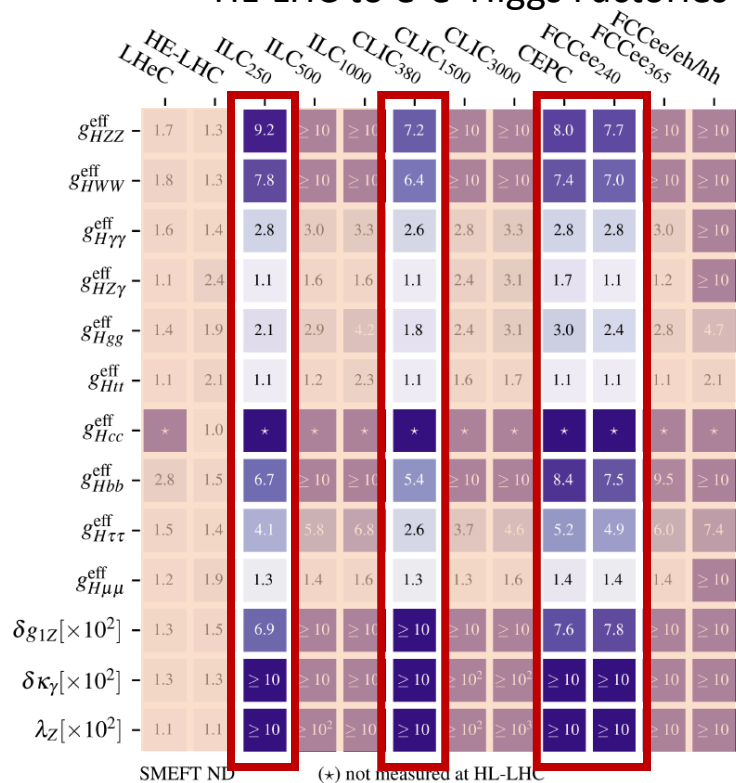 HL-LHC to Higgs Factories
LHeC HE-LHC ILC₂₅₀ ILC₅₀₀ ILC₁₀₀₀ CLIC₃₈₀ CLIC₁₅₀₀ CLIC₃₀₀₀ CEPC FCCee₂₄₀ FCCee₃₆₅ FCCee/eh/hh
g^eff_HZZ 1.7 1.3 9.2 ≥ 10 ≥ 10 7.2 ≥ 10 ≥ 10 8.0 7.7 ≥ 10 ≥ 10
g^eff_HWW 1.8 1.3 7.8 ≥ 10 ≥ 10 6.4 ≥ 10 ≥ 10 7.4 7.0 ≥ 10 ≥ 10
g^eff_Hγγ 1.6 1.4 2.8 3.0 3.3 2.6 2.8 3.3 2.8 2.8 3.0 ≥ 10
g^eff_HZγ 1.1 2.4 1.1 1.6 1.6 1.1 2.4 3.1 1.7 1.1 1.2 ≥ 10
g^eff_Hgg 1.4 1.9 2.1 2.9 4.2 1.8 2.4 3.1 3.0 2.4 2.8 4.7
g^eff_Htt 1.1 2.1 1.1 1.2 2.3 1.1 1.6 1.7 1.1 1.1 1.1 2.1
g^eff_Hcc ⋆ 1.0 ⋆ ⋆ ⋆ ⋆ ⋆ ⋆ ⋆ ⋆ ⋆ ⋆
g^eff_Hbb 2.8 1.5 6.7 ≥ 10 ≥ 10 5.4 ≥ 10 ≥ 10 8.4 7.5 9.5 ≥ 10
g^eff_Hττ 1.5 1.4 4.1 5.8 6.8 2.6 3.7 4.6 5.2 4.9 6.0 7.4
g^eff_Hμμ 1.2 1.9 1.3 1.4 1.6 1.3 1.3 1.6 1.4 1.4 1.4 ≥ 10
δg₁Z[×10²] 1.3 1.5 6.9 ≥ 10 ≥ 10 ≥ 10 ≥ 10 ≥ 10 7.6 7.8 ≥ 10 ≥ 10
δκ_γ[×10²] 1.3 1.3 ≥ 10 ≥ 10 ≥ 10 ≥ 10 ≥ 10² ≥ 10² ≥ 10 ≥ 10 ≥ 10 ≥ 10
λ_Z[×10²] 1.1 1.1 ≥ 10 ≥ 10² ≥ 10 ≥ 10 ≥ 10² ≥ 10³ ≥ 10 ≥ 10 ≥ 10 ≥ 10
SMEFT ND (⋆) not measured at HL-LHC